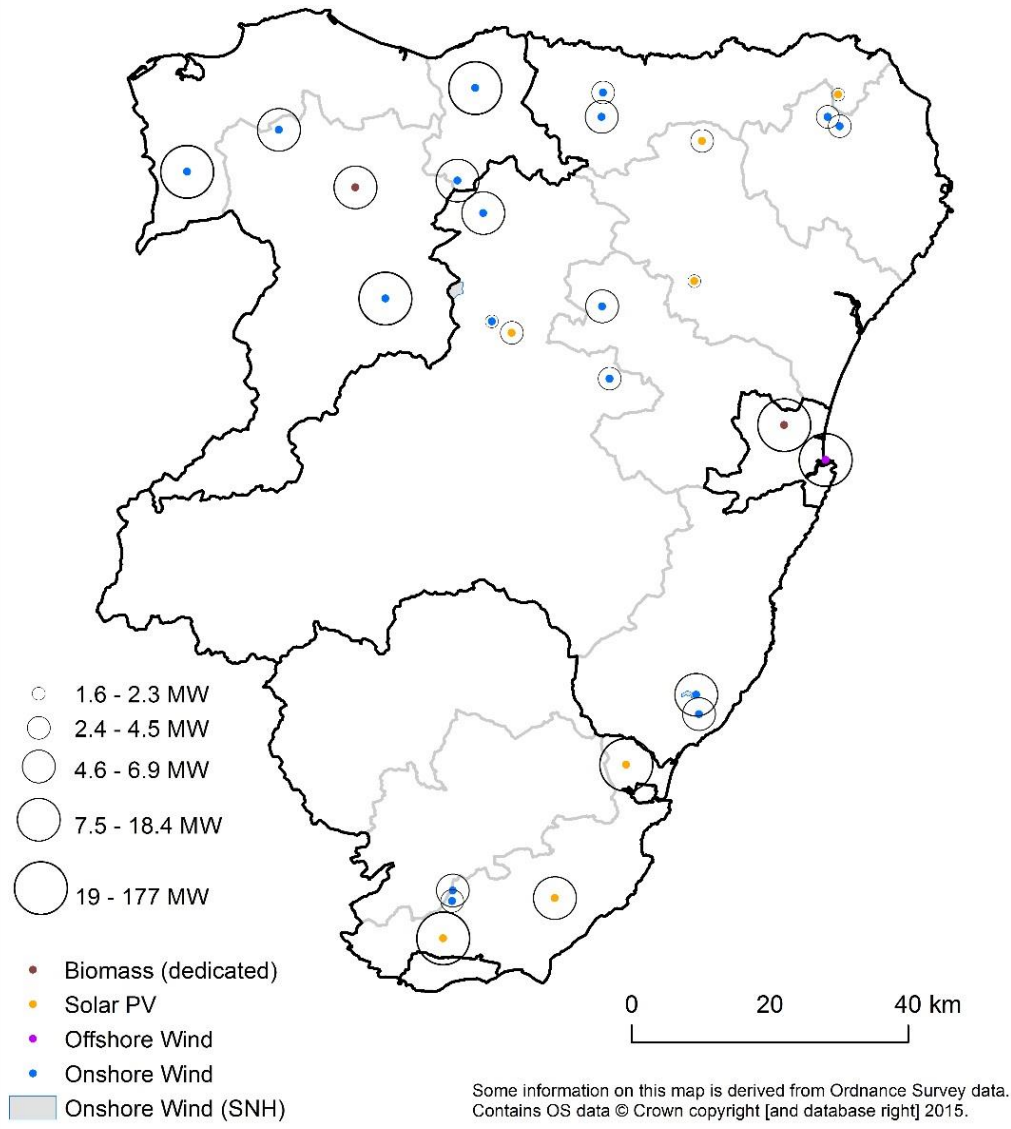 1.6 - 2.3 MW
2.4 - 4.5 MW
4.6 - 6.9 MW
7.5 - 18.4 MW
19 - 177 MW
Biomass (dedicated)
Solar PV
Offshore Wind
Onshore Wind
Onshore Wind (SNH)
0 20 40 km
Some information on this map is derived from Ordnance Survey data.
Contains OS data © Crown copyright [and database right] 2015.